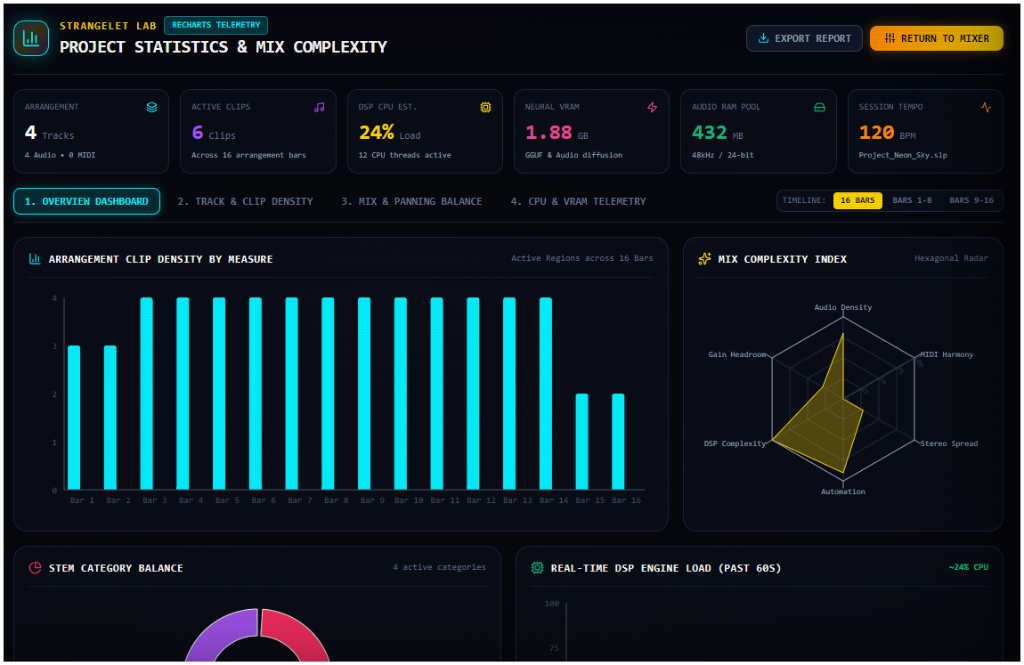 STRANGELET LAB RECHARTS TELEMETRY
PROJECT STATISTICS & MIX COMPLEXITY
EXPORT REPORT
RETURN TO MIXER
ARRANGEMENT
4 Tracks
4 Audio • 0 MIDI
ACTIVE CLIPS
6 Clips
Across 16 arrangement bars
DSP CPU EST.
24% Load
12 CPU threads active
NEURAL VRAM
1.88 GB
GGUF & Audio diffusion
AUDIO RAM POOL
432 MB
48kHz / 24-bit
SESSION TEMPO
120 BPM
Project_Neon_Sky.slp
1. OVERVIEW DASHBOARD
2. TRACK & CLIP DENSITY
3. MIX & PANNING BALANCE
4. CPU & VRAM TELEMETRY
TIMELINE: 16 BARS BARS 1-8 BARS 9-16
ARRANGEMENT CLIP DENSITY BY MEASURE
Active Regions across 16 Bars
4
3
2
1
0
Bar 1 Bar 2 Bar 3 Bar 4 Bar 5 Bar 6 Bar 7 Bar 8 Bar 9 Bar 10 Bar 11 Bar 12 Bar 13 Bar 14 Bar 15 Bar 16
MIX COMPLEXITY INDEX
Hexagonal Radar
Audio Density
Gain Headroom
MIDI Harmony
DSP Complexity
Stereo Spread
Automation
STEM CATEGORY BALANCE
4 active categories
REAL-TIME DSP ENGINE LOAD (PAST 60S)
~24% CPU
100
75